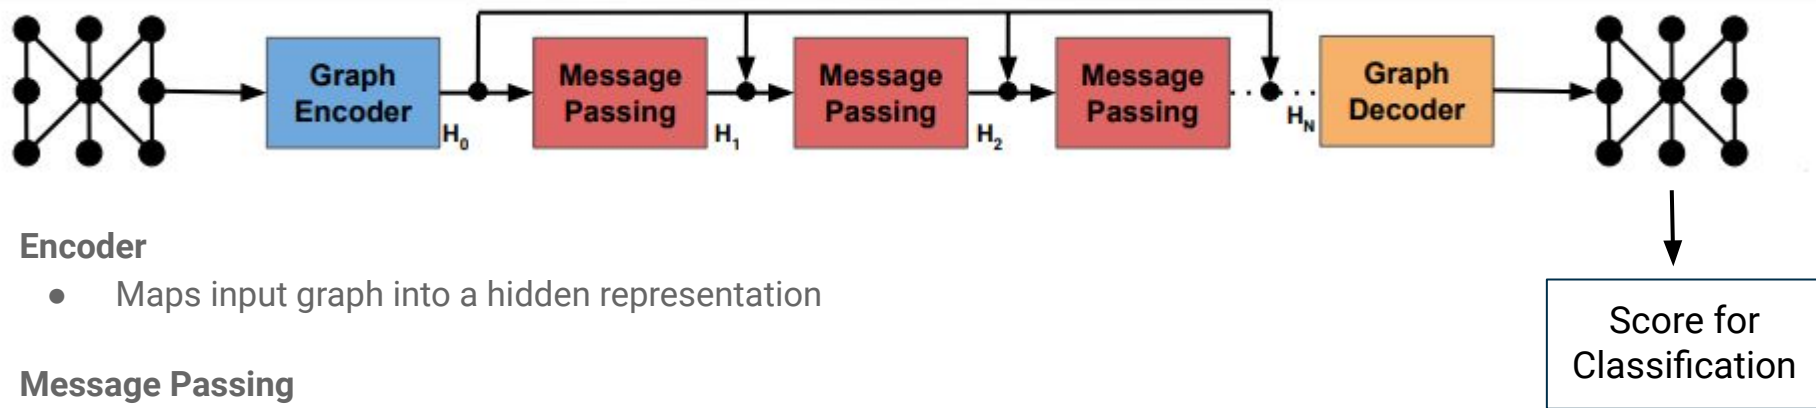 Graph
Encoder
H₀
Message
Passing
H₁
Message
Passing
H₂
Message
Passing
H_N
Graph
Decoder
Encoder
● Maps input graph into a hidden representation
Score for
Classification
Message Passing